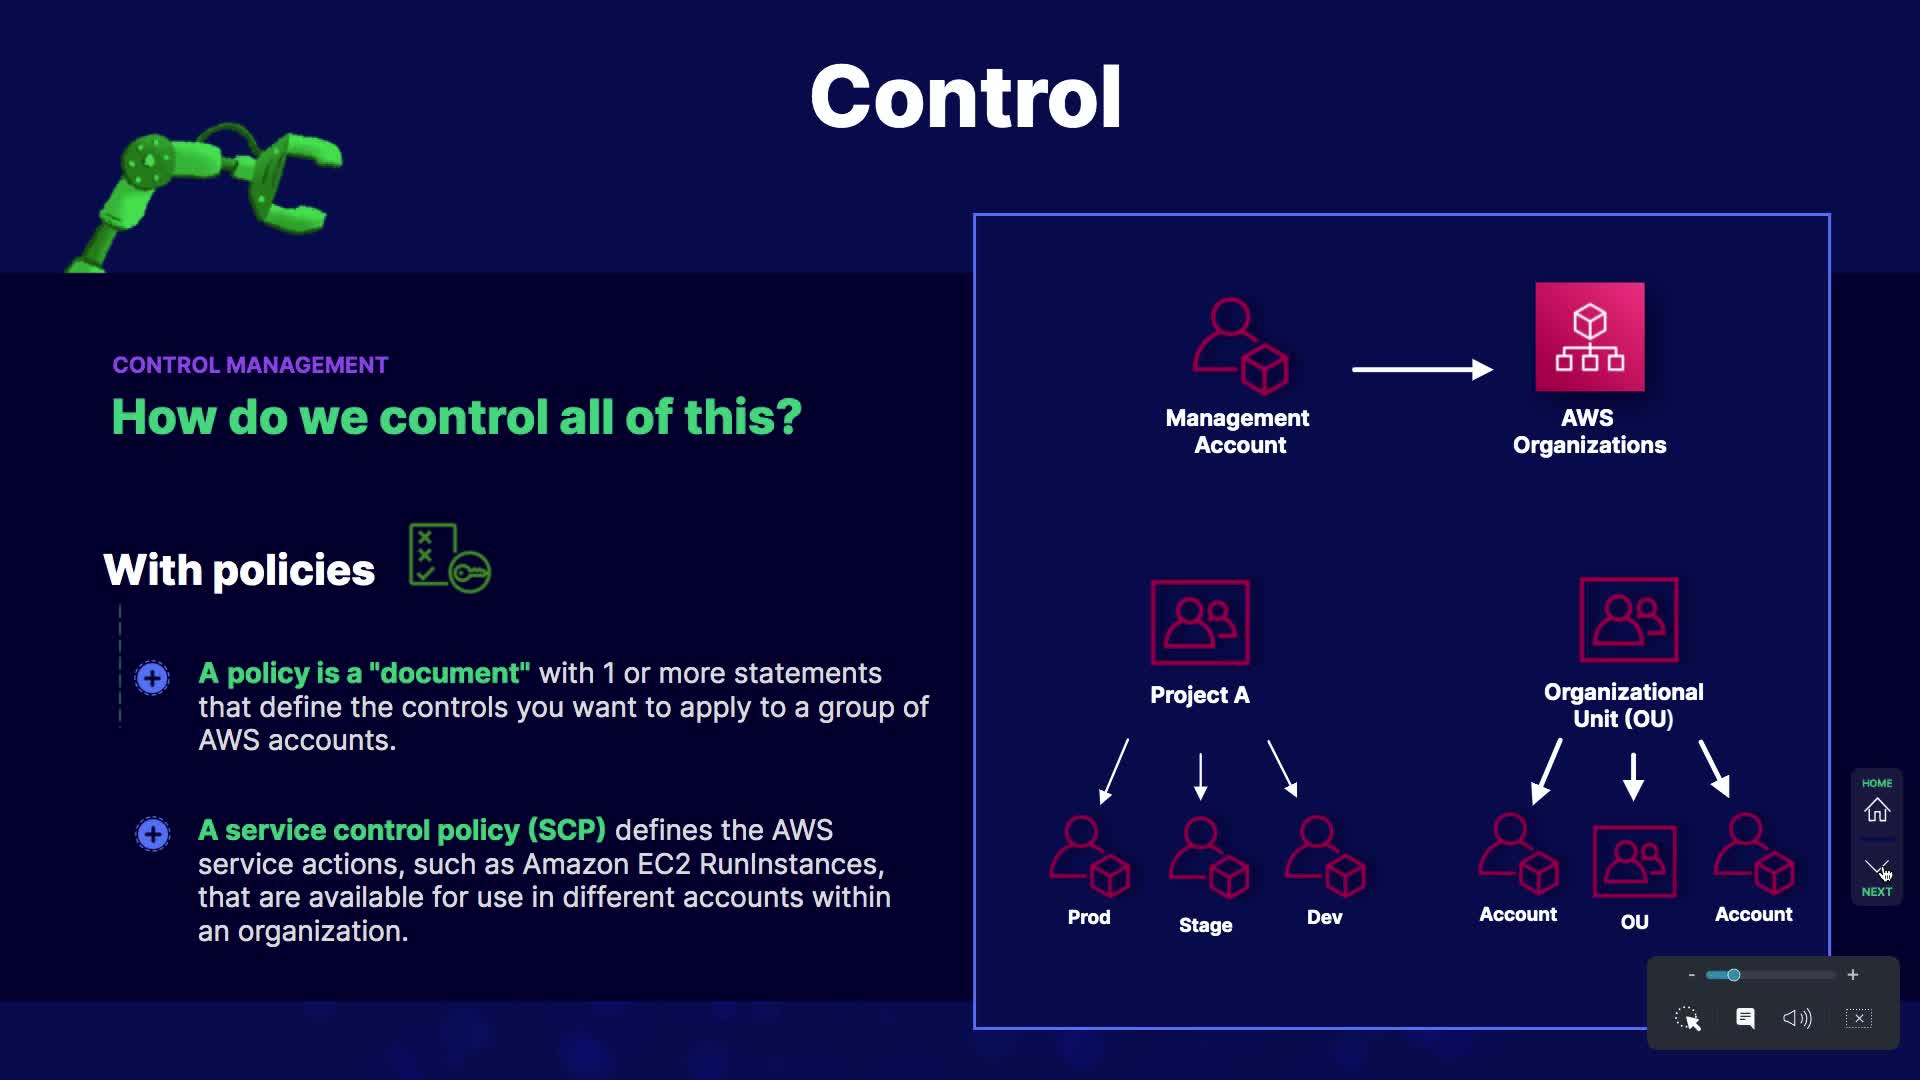 Control
CONTROL MANAGEMENT
How do we control all of this?
With policies
A policy is a "document" with 1 or more statements
that define the controls you want to apply to a group of
AWS accounts.
A service control policy (SCP) defines the AWS
service actions, such as Amazon EC2 RunInstances,
that are available for use in different accounts within
an organization.
Management
Account
AWS
Organizations
Project A
Organizational
Unit (OU)
Prod
Stage
Dev
Account
OU
Account
HOME
NEXT
- +